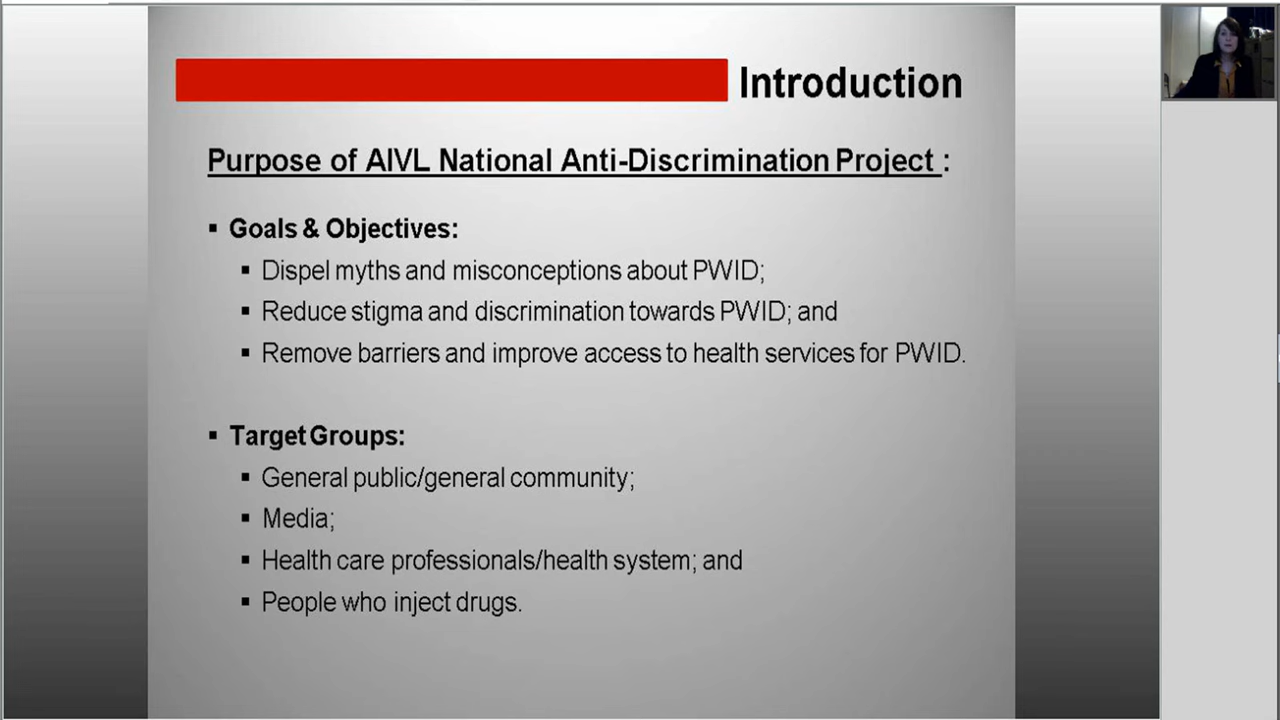 Introduction
Purpose of AIVL National Anti-Discrimination Project :
▪ Goals & Objectives:
▪ Dispel myths and misconceptions about PWID;
▪ Reduce stigma and discrimination towards PWID; and
▪ Remove barriers and improve access to health services for PWID.
▪ Target Groups:
▪ General public/general community;
▪ Media;
▪ Health care professionals/health system; and
▪ People who inject drugs.